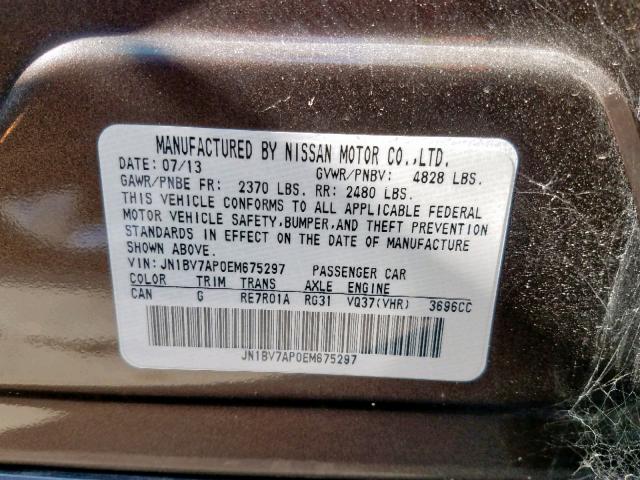 MANUFACTURED BY NISSAN MOTOR CO.,LTD.
DATE: 07/13 GVWR/PNBV: 4828 LBS.
GAWR/PNBE FR: 2370 LBS. RR: 2480 LBS.
THIS VEHICLE CONFORMS TO ALL APPLICABLE FEDERAL
MOTOR VEHICLE SAFETY,BUMPER,AND THEFT PREVENTION
STANDARDS IN EFFECT ON THE DATE OF MANUFACTURE
SHOWN ABOVE.
VIN: JN1BV7AP0EM675297 PASSENGER CAR
COLOR TRIM TRANS AXLE ENGINE
CAN G RE7R01A RG31 VQ37(VHR) 3696CC
JN1BV7AP0EM675297